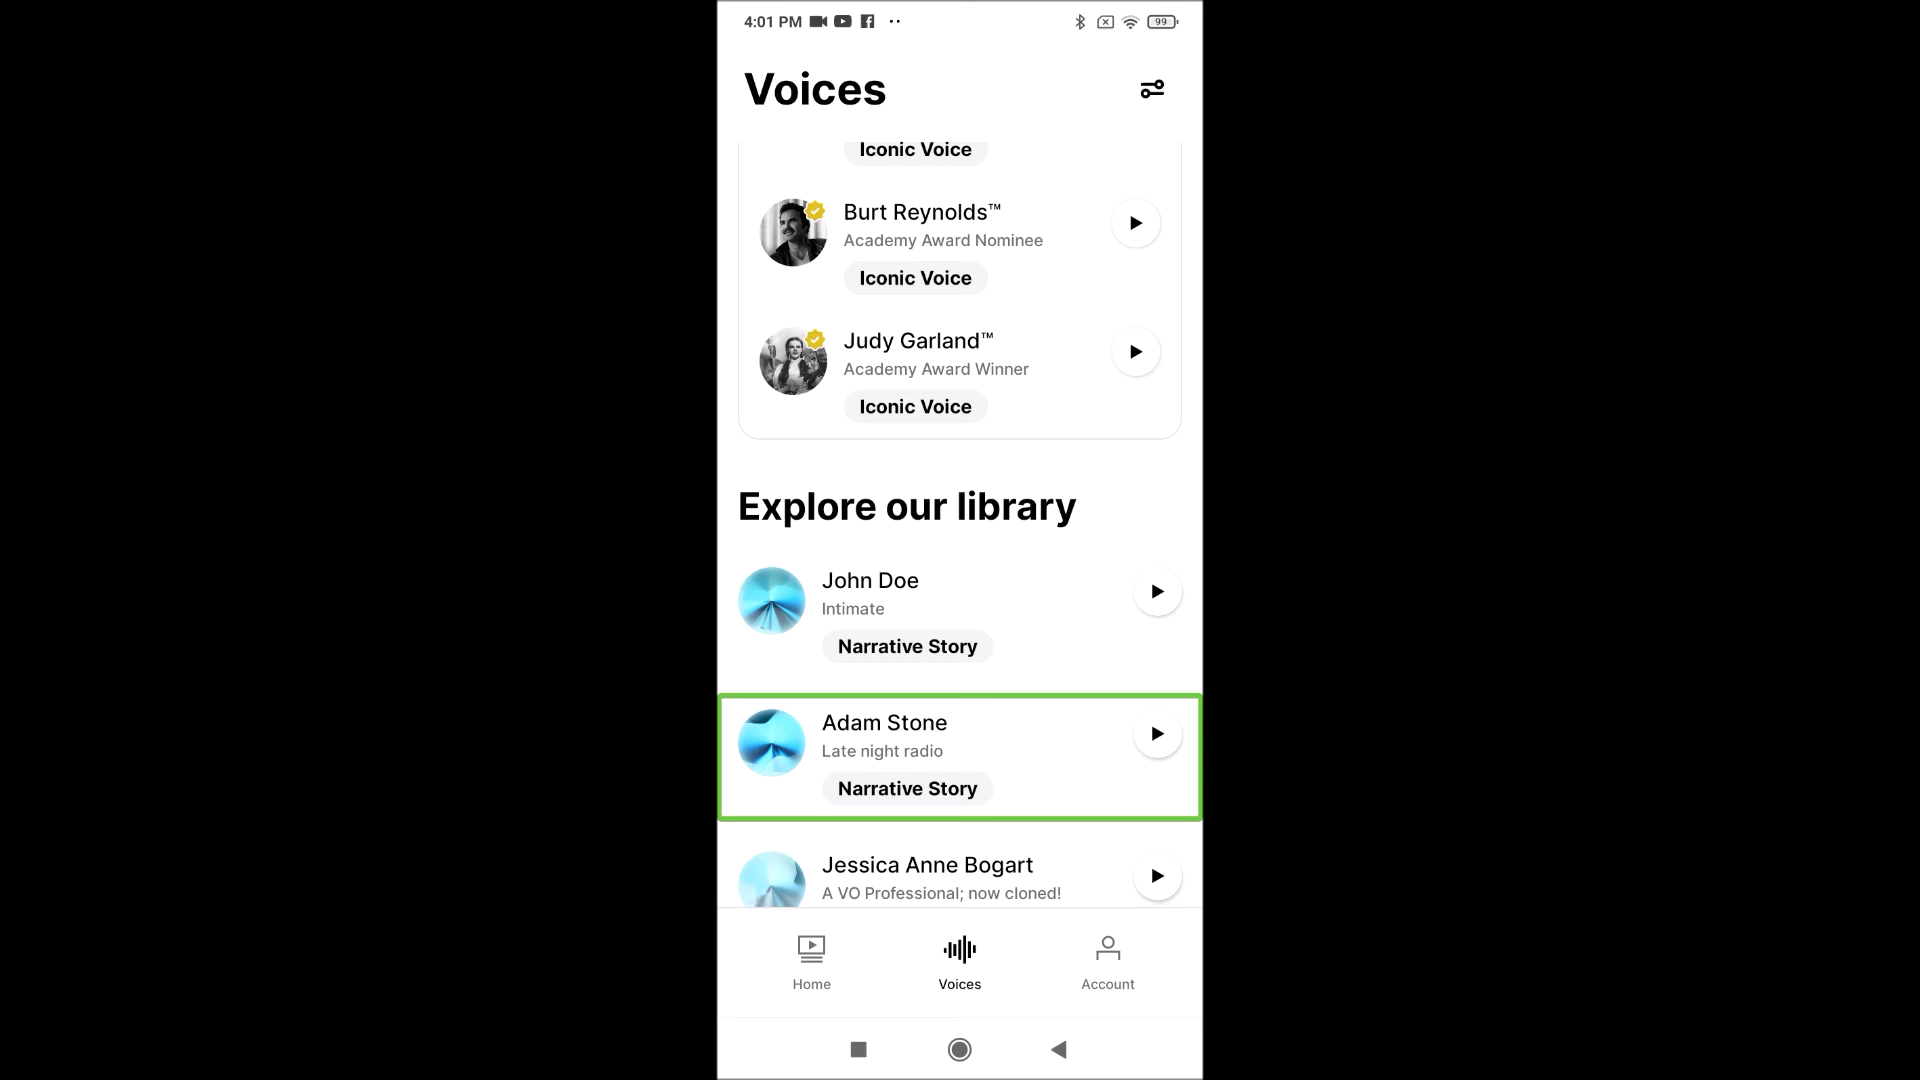 4:01 PM
99
Voices
Iconic Voice
Burt Reynolds™
Academy Award Nominee
Iconic Voice
Judy Garland™
Academy Award Winner
Iconic Voice
Explore our library
John Doe
Intimate
Narrative Story
Adam Stone
Late night radio
Narrative Story
Jessica Anne Bogart
A VO Professional; now cloned!
Home
Voices
Account